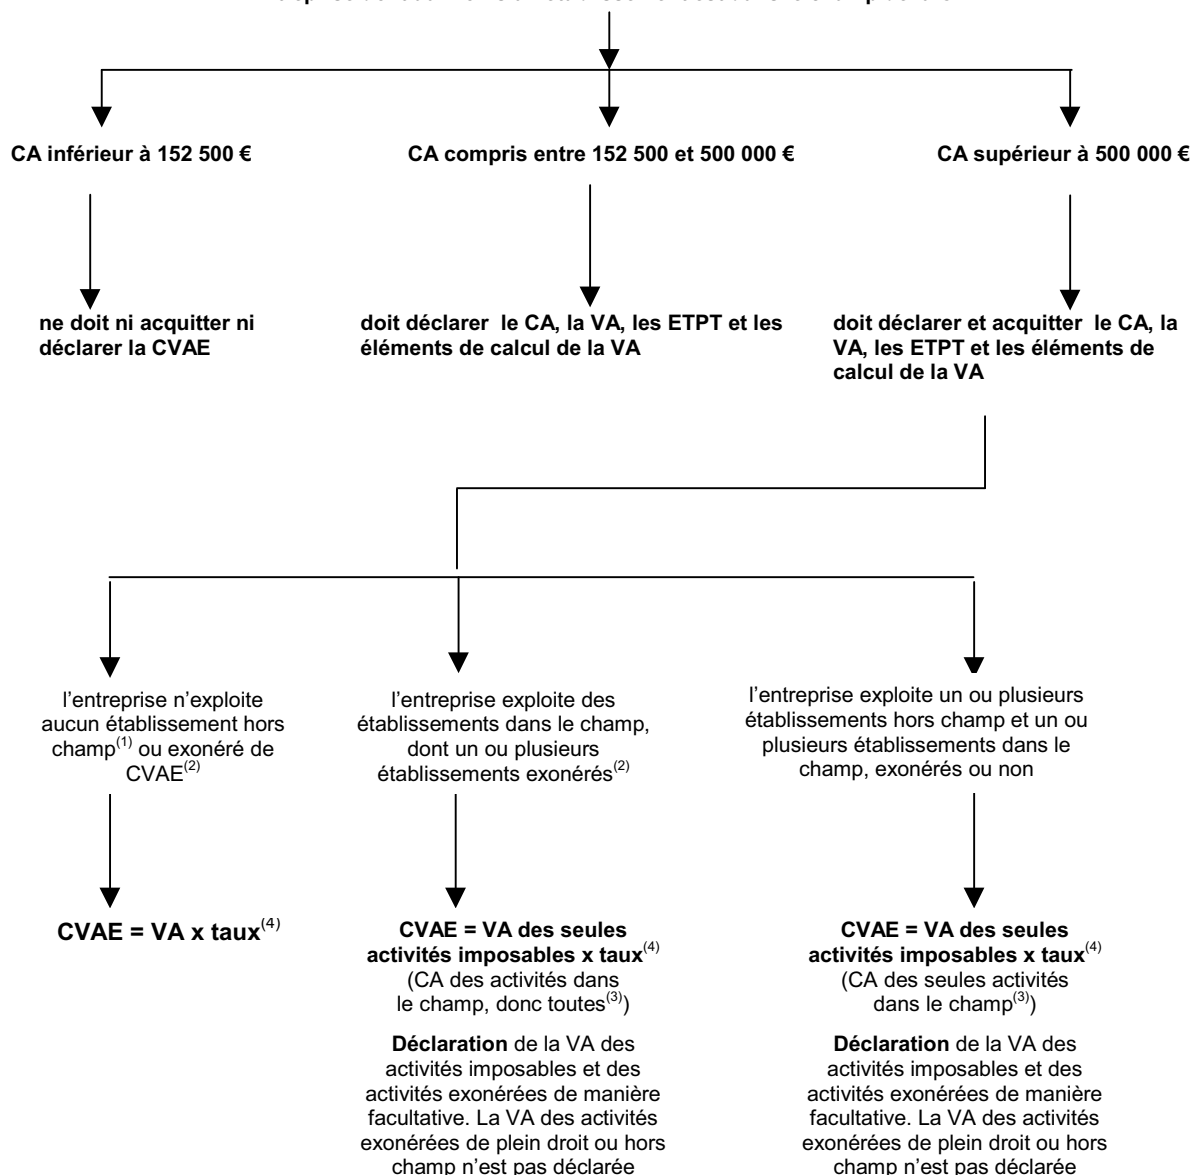 CA inférieur à 152 500 €
CA compris entre 152 500 et 500 000 €
CA supérieur à 500 000 €
ne doit ni acquitter ni
déclarer la CVAE
doit déclarer le CA, la VA, les ETPT et les
éléments de calcul de la VA
doit déclarer et acquitter le CA, la
VA, les ETPT et les éléments de
calcul de la VA
l’entreprise n’exploite
aucun établissement hors
champ(1) ou exonéré de
CVAE(2)
l’entreprise exploite des
établissements dans le champ,
dont un ou plusieurs
établissements exonérés(2)
l’entreprise exploite un ou plusieurs
établissements hors champ et un ou
plusieurs établissements dans le
champ, exonérés ou non
CVAE = VA x taux(4)
CVAE = VA des seules
activités imposables x taux(4)
(CA des activités dans
le champ, donc toutes(3))
Déclaration de la VA des
activités imposables et des
activités exonérées de manière
facultative. La VA des activités
exonérées de plein droit ou hors
champ n’est pas déclarée
CVAE = VA des seules
activités imposables x taux(4)
(CA des seules activités
dans le champ(3))
Déclaration de la VA des
activités imposables et des
activités exonérées de manière
facultative. La VA des activités
exonérées de plein droit ou hors
champ n’est pas déclarée